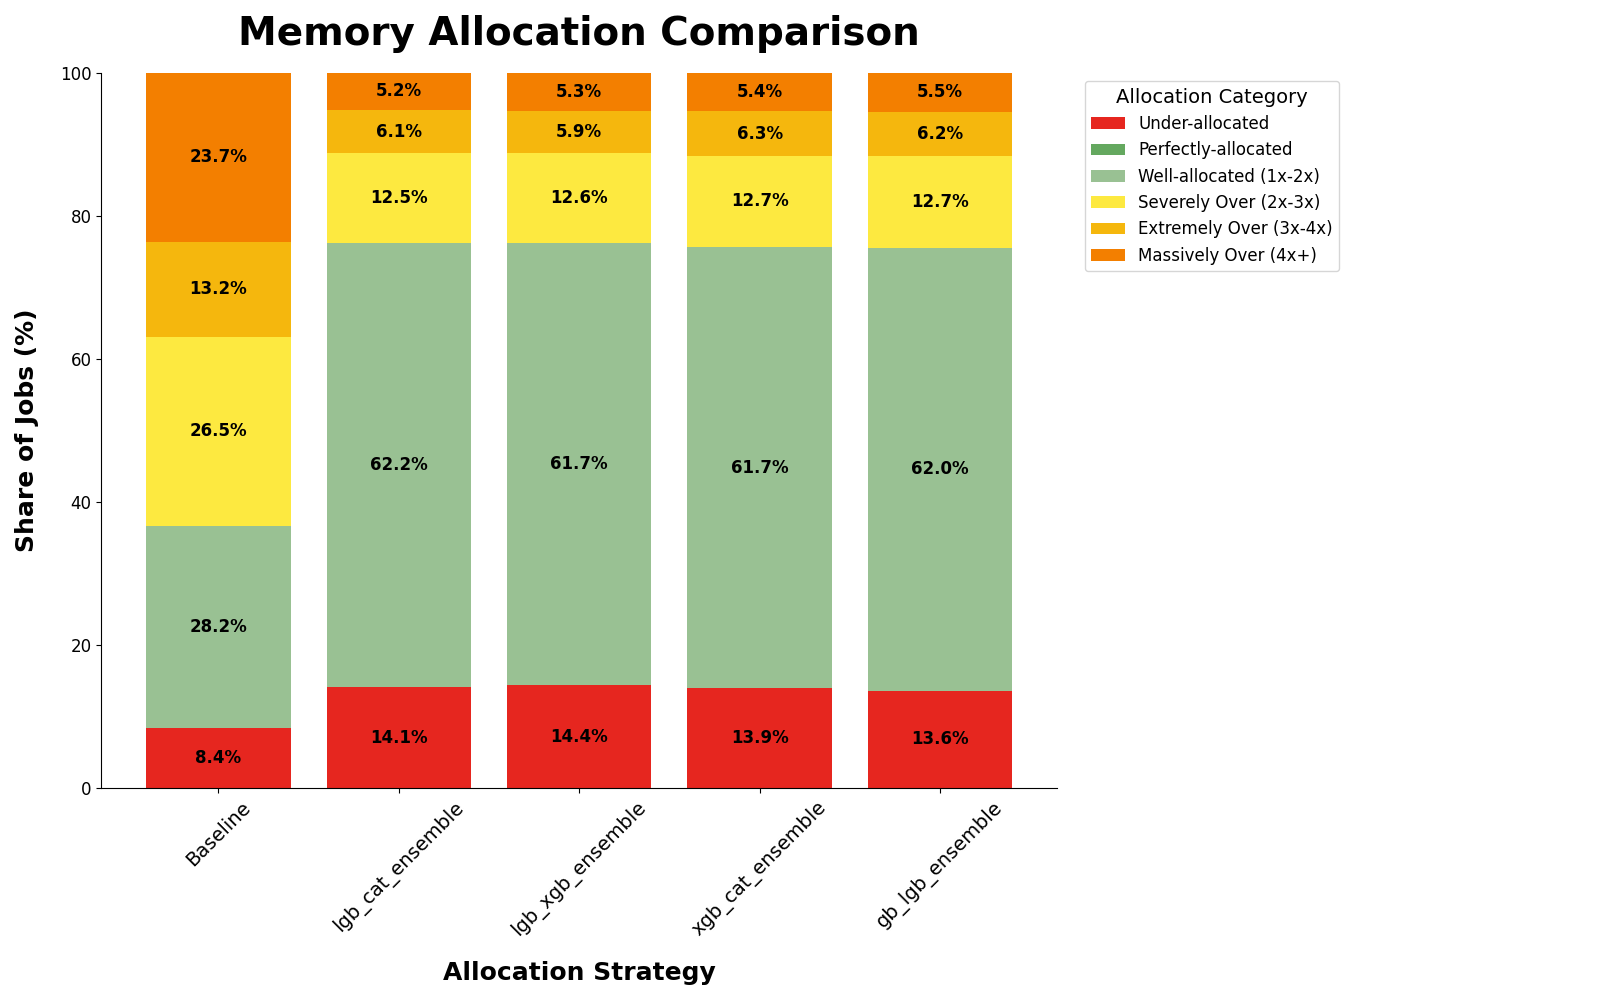 Memory Allocation Comparison
Share of Jobs (%)
100
80
60
40
20
0
23.7%
13.2%
26.5%
28.2%
8.4%
5.2%
6.1%
12.5%
62.2%
14.1%
5.3%
5.9%
12.6%
61.7%
14.4%
5.4%
6.3%
12.7%
61.7%
13.9%
5.5%
6.2%
12.7%
62.0%
13.6%
Baseline
lgb_cat_ensemble
lgb_xgb_ensemble
xgb_cat_ensemble
gb_lgb_ensemble
Allocation Strategy
Allocation Category
Under-allocated
Perfectly-allocated
Well-allocated (1x-2x)
Severely Over (2x-3x)
Extremely Over (3x-4x)
Massively Over (4x+)